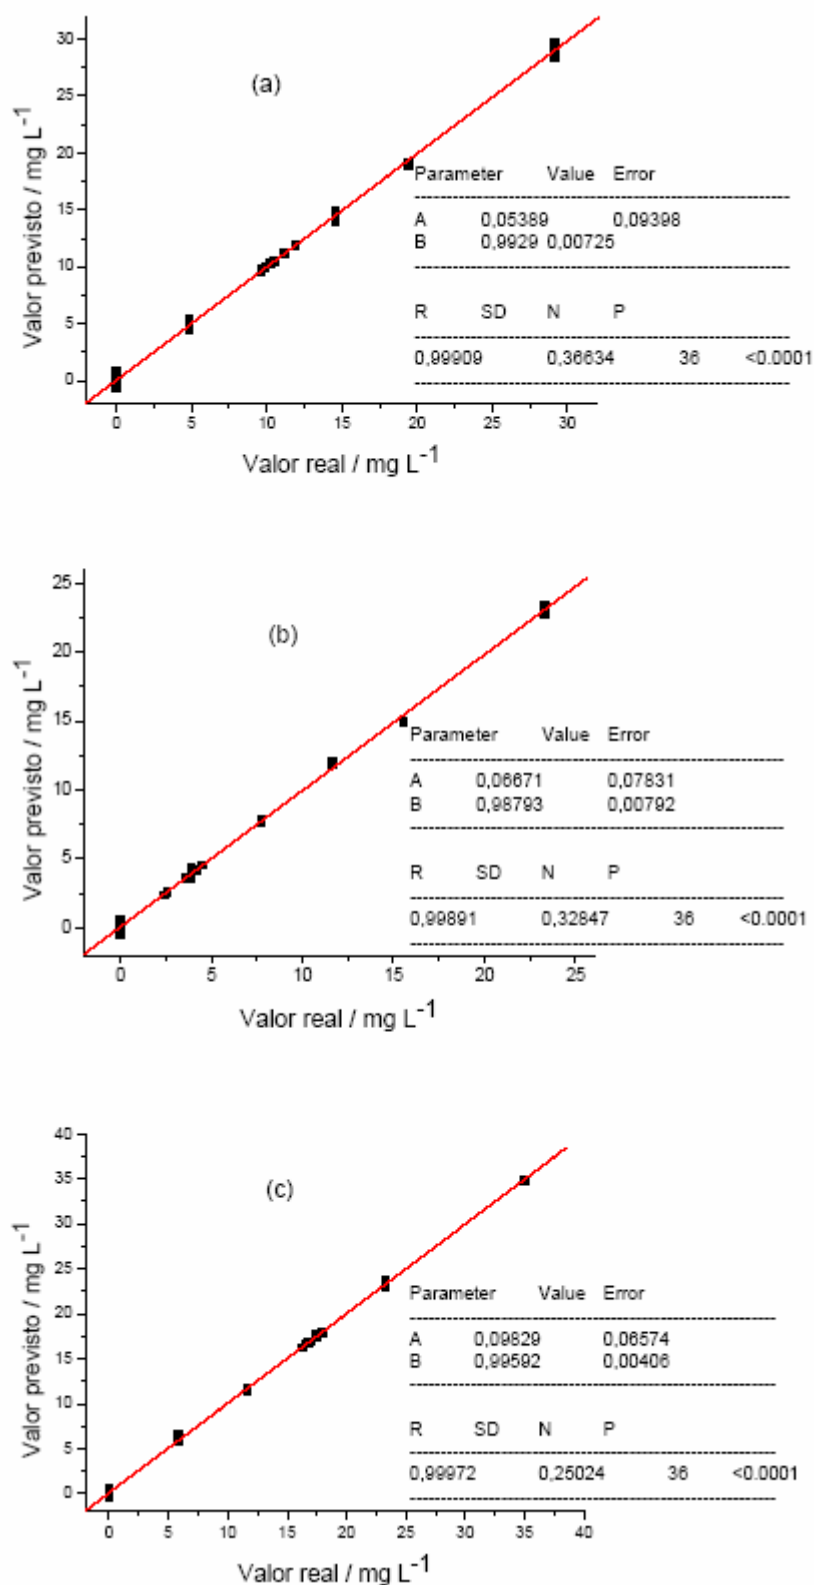 (a)
Valor previsto / mg L⁻¹
30
25
20
15
10
5
0
0 5 10 15 20 25 30
Valor real / mg L⁻¹
Parameter Value Error
A 0,05389 0,09398
B 0,9929 0,00725
R SD N P
0,99909 0,36634 36 <0.0001
(b)
Valor previsto / mg L⁻¹
25
20
15
10
5
0
0 5 10 15 20 25
Valor real / mg L⁻¹
Parameter Value Error
A 0,06671 0,07831
B 0,98793 0,00792
R SD N P
0,99891 0,32847 36 <0.0001
(c)
Valor previsto / mg L⁻¹
40
35
30
25
20
15
10
5
0
0 5 10 15 20 25 30 35 40
Valor real / mg L⁻¹
Parameter Value Error
A 0,09829 0,06574
B 0,99592 0,00406
R SD N P
0,99972 0,25024 36 <0.0001